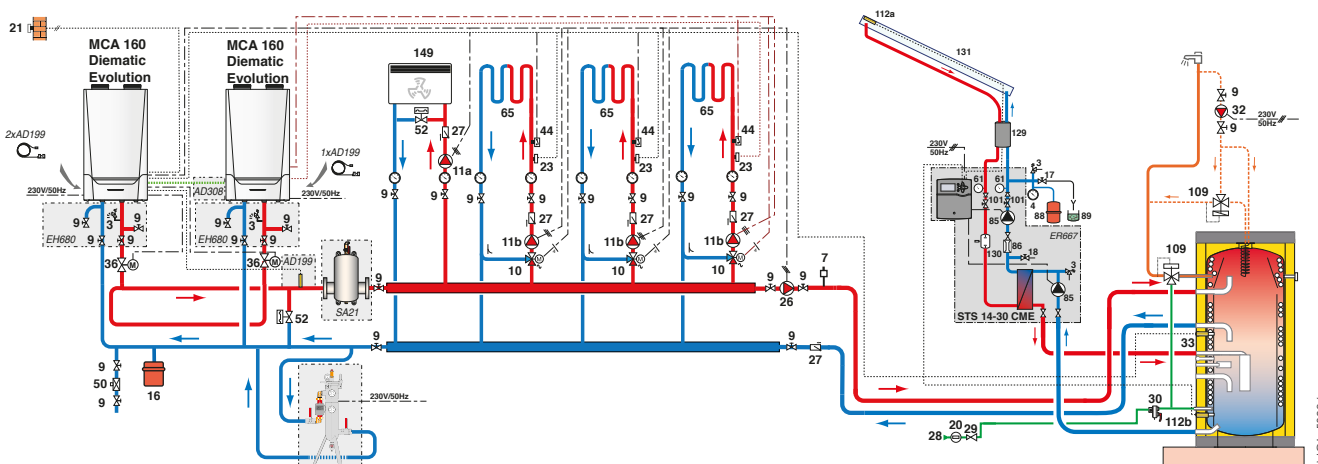 21
MCA 160
Diematic
Evolution
MCA 160
Diematic
Evolution
2xAD199
1xAD199
230V/50Hz
AD308
230V/50Hz
9
3
9
9
9
EH680
36
M
9
3
9
9
9
EH680
36
M
AD199
SA21
52
9
50
9
16
230V/50Hz
149
52
27
11a
9
9
65
44
23
9
9
27
11b
10
M
65
44
23
9
9
27
11b
10
M
65
44
23
9
9
27
11b
10
M
9
9
9
26
9
7
9
27
112a
131
129
230V
50Hz
61
61
3
17
4
88
89
101
101
85
ER667
86
18
130
3
85
STS 14-30 CME
9
32
230V
50Hz
9
109
109
33
30
112b
20
28
29